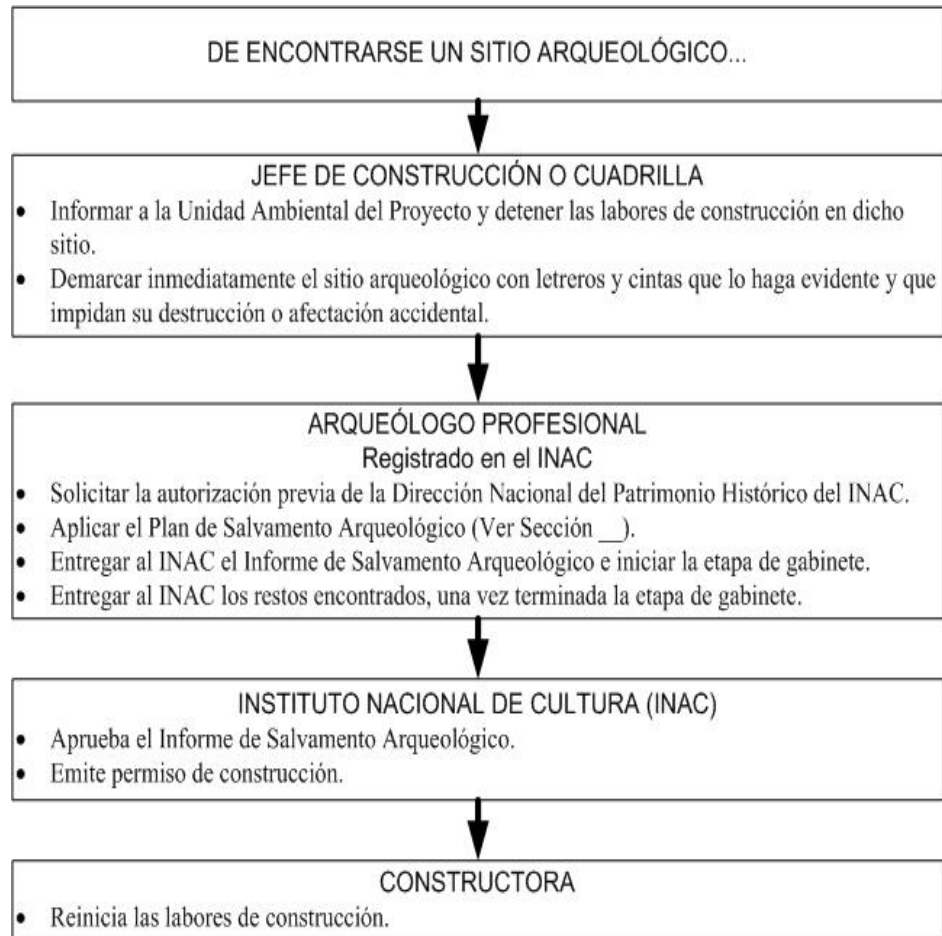 DE ENCONTRARSE UN SITIO ARQUEOLÓGICO...
JEFE DE CONSTRUCCIÓN O CUADRILLA
• Informar a la Unidad Ambiental del Proyecto y detener las labores de construcción en dicho
sitio.
• Demarcar inmediatamente el sitio arqueológico con letreros y cintas que lo haga evidente y que
impidan su destrucción o afectación accidental.
ARQUEÓLOGO PROFESIONAL
Registrado en el INAC
• Solicitar la autorización previa de la Dirección Nacional del Patrimonio Histórico del INAC.
• Aplicar el Plan de Salvamento Arqueológico (Ver Sección __).
• Entregar al INAC el Informe de Salvamento Arqueológico e iniciar la etapa de gabinete.
• Entregar al INAC los restos encontrados, una vez terminada la etapa de gabinete.
INSTITUTO NACIONAL DE CULTURA (INAC)
• Aprueba el Informe de Salvamento Arqueológico.
• Emite permiso de construcción.
CONSTRUCTORA
• Reinicia las labores de construcción.